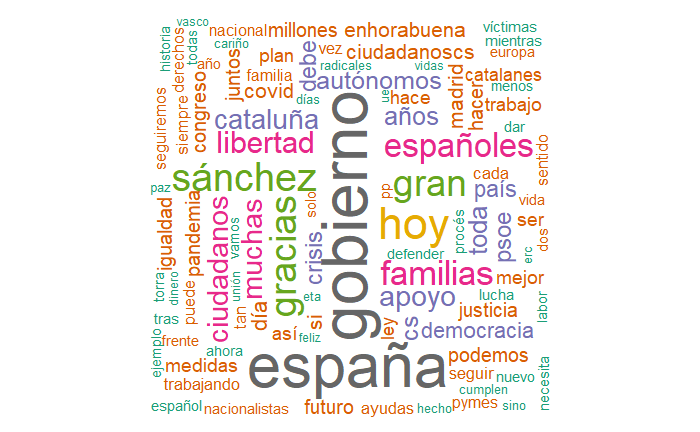 vasco
nacional
millones
enhorabuena
víctimas
historia
todas
cariño
plan
vez
ciudadanoscs
mientras
europa
derechos
año
juntos
familia
debe
radicales
vidas
catalanes
seguiremos
siempre
congreso
covid
autónomos
madrid
menos
días
ue
hace
hacer
trabajo
cataluña
años
dar
libertad
gobierno
españoles
sentido
paz
sánchez
solo
pp
gran
cada
país
vida
igualdad
pandemia
ciudadanos
muchas
gracias
hoy
procés
toda
psoe
ser
dos
vamos
crisis
defender
erc
torra
dinero
puede
unión
familias
mejor
tan
día
eta
si
apoyo
lucha
labor
tras
así
feliz
ley
cs
justicia
democracia
ejemplo
frente
ahora
españa
podemos
medidas
seguir
nuevo
necesita
trabajando
cumplen
pymes
español
nacionalistas
futuro
ayudas
hecho
sino